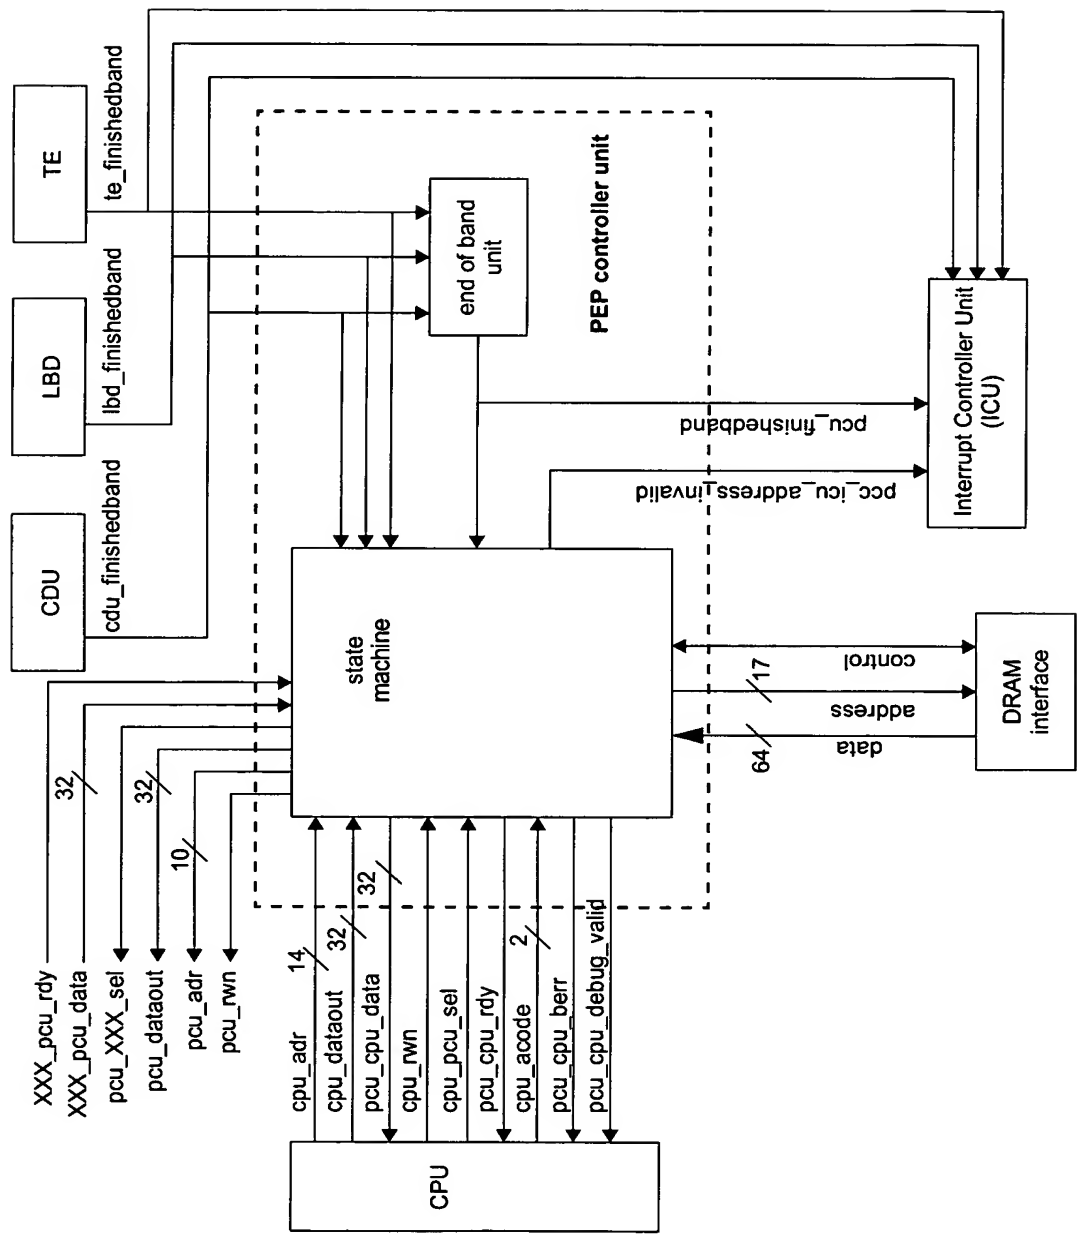 XXX_pcu_rdy
XXX_pcu_data
32
pcu_XXX_sel
pcu_dataout
32
pcu_adr
10
pcu_rwn
CDU
cdu_finishedband
LBD
lbd_finishedband
TE
te_finishedband
CPU
cpu_adr
14
cpu_dataout
32
pcu_cpu_data
32
cpu_rwn
cpu_pcu_sel
pcu_cpu_rdy
cpu_acode
2
pcu_cpu_berr
pcu_cpu_debug_valid
state
machine
end of band
unit
PEP controller unit
pcu_finishedband
pcc_icu_address_invalid
control
17
address
64
data
DRAM
interface
Interrupt Controller Unit
(ICU)